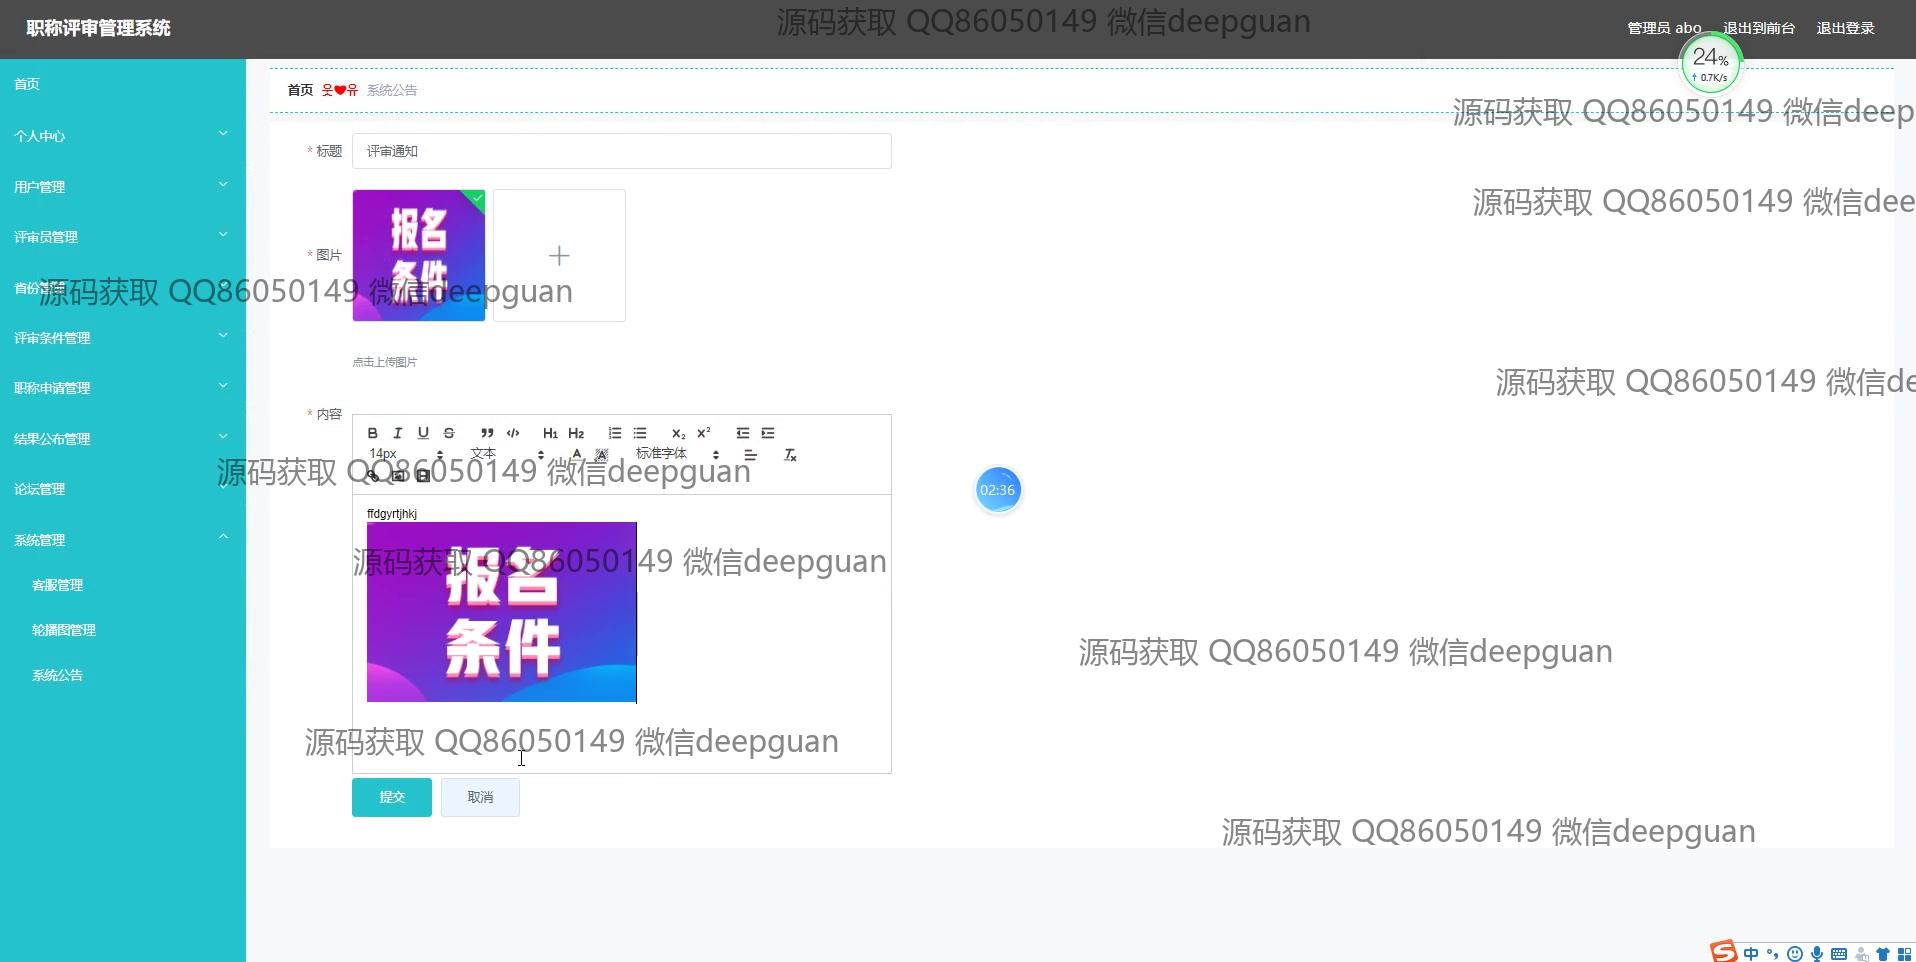 职称评审管理系统
源码获取 QQ86050149 微信deepguan
管理员 abo
退出到前台
退出登录
24%
↑ 0.7K/s
首页
个人中心
用户管理
评审员管理
评审条件管理
职称申请管理
结果公布管理
论坛管理
系统管理
客服管理
轮播图管理
系统公告
首页 웃❤유 系统公告
源码获取 QQ86050149 微信deep
* 标题 评审通知
源码获取 QQ86050149 微信dee
* 图片
报名
条件
源码获取 QQ86050149 微信deepguan
点击上传图片
源码获取 QQ86050149 微信de
* 内容
B I U S ” </> H1 H2 X2 X²
14px 文本 A A 标准字体
源码获取 QQ86050149 微信deepguan
02:36
ffdgyrtjhkj
报名
条件
源码获取 QQ86050149 微信deepguan
源码获取 QQ86050149 微信deepguan
源码获取 QQ86050149 微信deepguan
提交 取消
源码获取 QQ86050149 微信deepguan
中